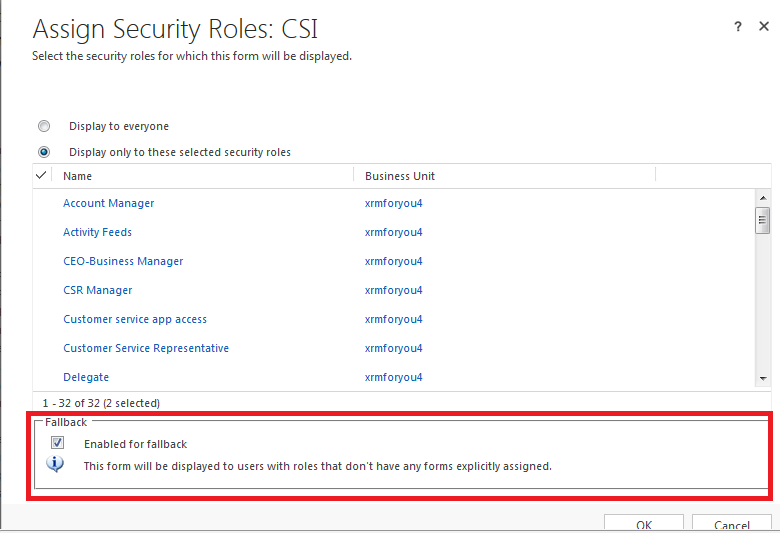 Assign Security Roles: CSI
? ×
Select the security roles for which this form will be displayed.
Display to everyone
Display only to these selected security roles
Name Business Unit
Account Manager xrmforyou4
Activity Feeds xrmforyou4
CEO-Business Manager xrmforyou4
CSR Manager xrmforyou4
Customer service app access xrmforyou4
Customer Service Representative xrmforyou4
Delegate xrmforyou4
1 - 32 of 32 (2 selected)
Fallback
Enabled for fallback
This form will be displayed to users with roles that don't have any forms explicitly assigned.
OK Cancel